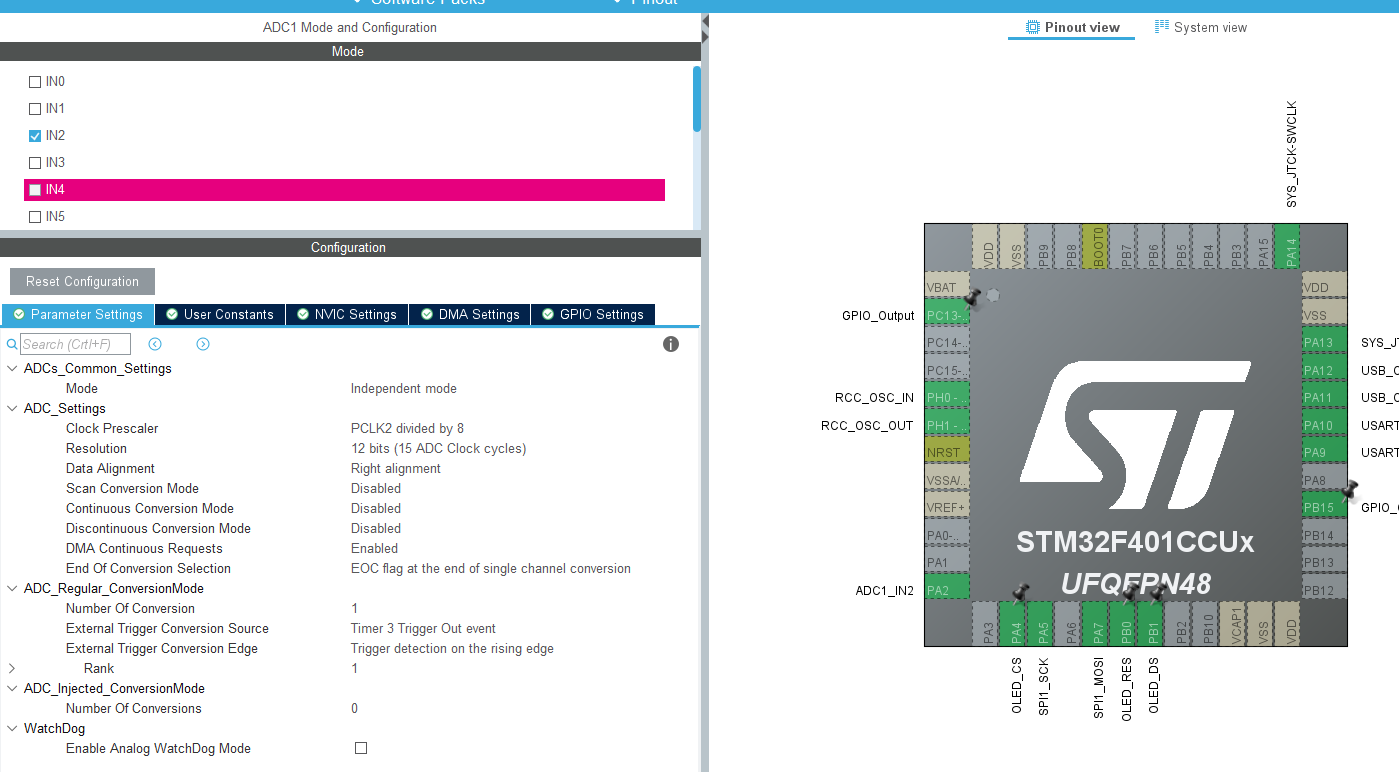 Software Packs
Pinout
ADC1 Mode and Configuration
Mode
IN0
IN1
IN2
IN3
IN4
IN5
Configuration
Reset Configuration
Parameter Settings
User Constants
NVIC Settings
DMA Settings
GPIO Settings
Search (Crtl+F)
ADCs_Common_Settings
Mode Independent mode
ADC_Settings
Clock Prescaler PCLK2 divided by 8
Resolution 12 bits (15 ADC Clock cycles)
Data Alignment Right alignment
Scan Conversion Mode Disabled
Continuous Conversion Mode Disabled
Discontinuous Conversion Mode Disabled
DMA Continuous Requests Enabled
End Of Conversion Selection EOC flag at the end of single channel conversion
ADC_Regular_ConversionMode
Number Of Conversion 1
External Trigger Conversion Source Timer 3 Trigger Out event
External Trigger Conversion Edge Trigger detection on the rising edge
Rank 1
ADC_Injected_ConversionMode
Number Of Conversions 0
WatchDog
Enable Analog WatchDog Mode
Pinout view
System view
SYS_JTCK-SWCLK
VDD
VSS
PB9
PB8
BOOT0
PB7
PB6
PB5
PB4
PB3
PA15
PA14
VBAT
GPIO_Output PC13-..
PC14-..
PC15-..
RCC_OSC_IN PH0 - ..
RCC_OSC_OUT PH1 - ..
NRST
VSSA/..
VREF+
PA0-..
PA1
ADC1_IN2 PA2
VDD
VSS
PA13 SYS_JT
PA12 USB_O
PA11 USB_O
PA10 USART
PA9 USART
PA8
PB15 GPIO_
PB14
PB13
PB12
ST
STM32F401CCUx
UFQFPN48
PA3
PA4
PA5
PA6
PA7
PB0
PB1
PB2
PB10
VCAP1
VSS
VDD
OLED_CS
SPI1_SCK
SPI1_MOSI
OLED_RES
OLED_DS